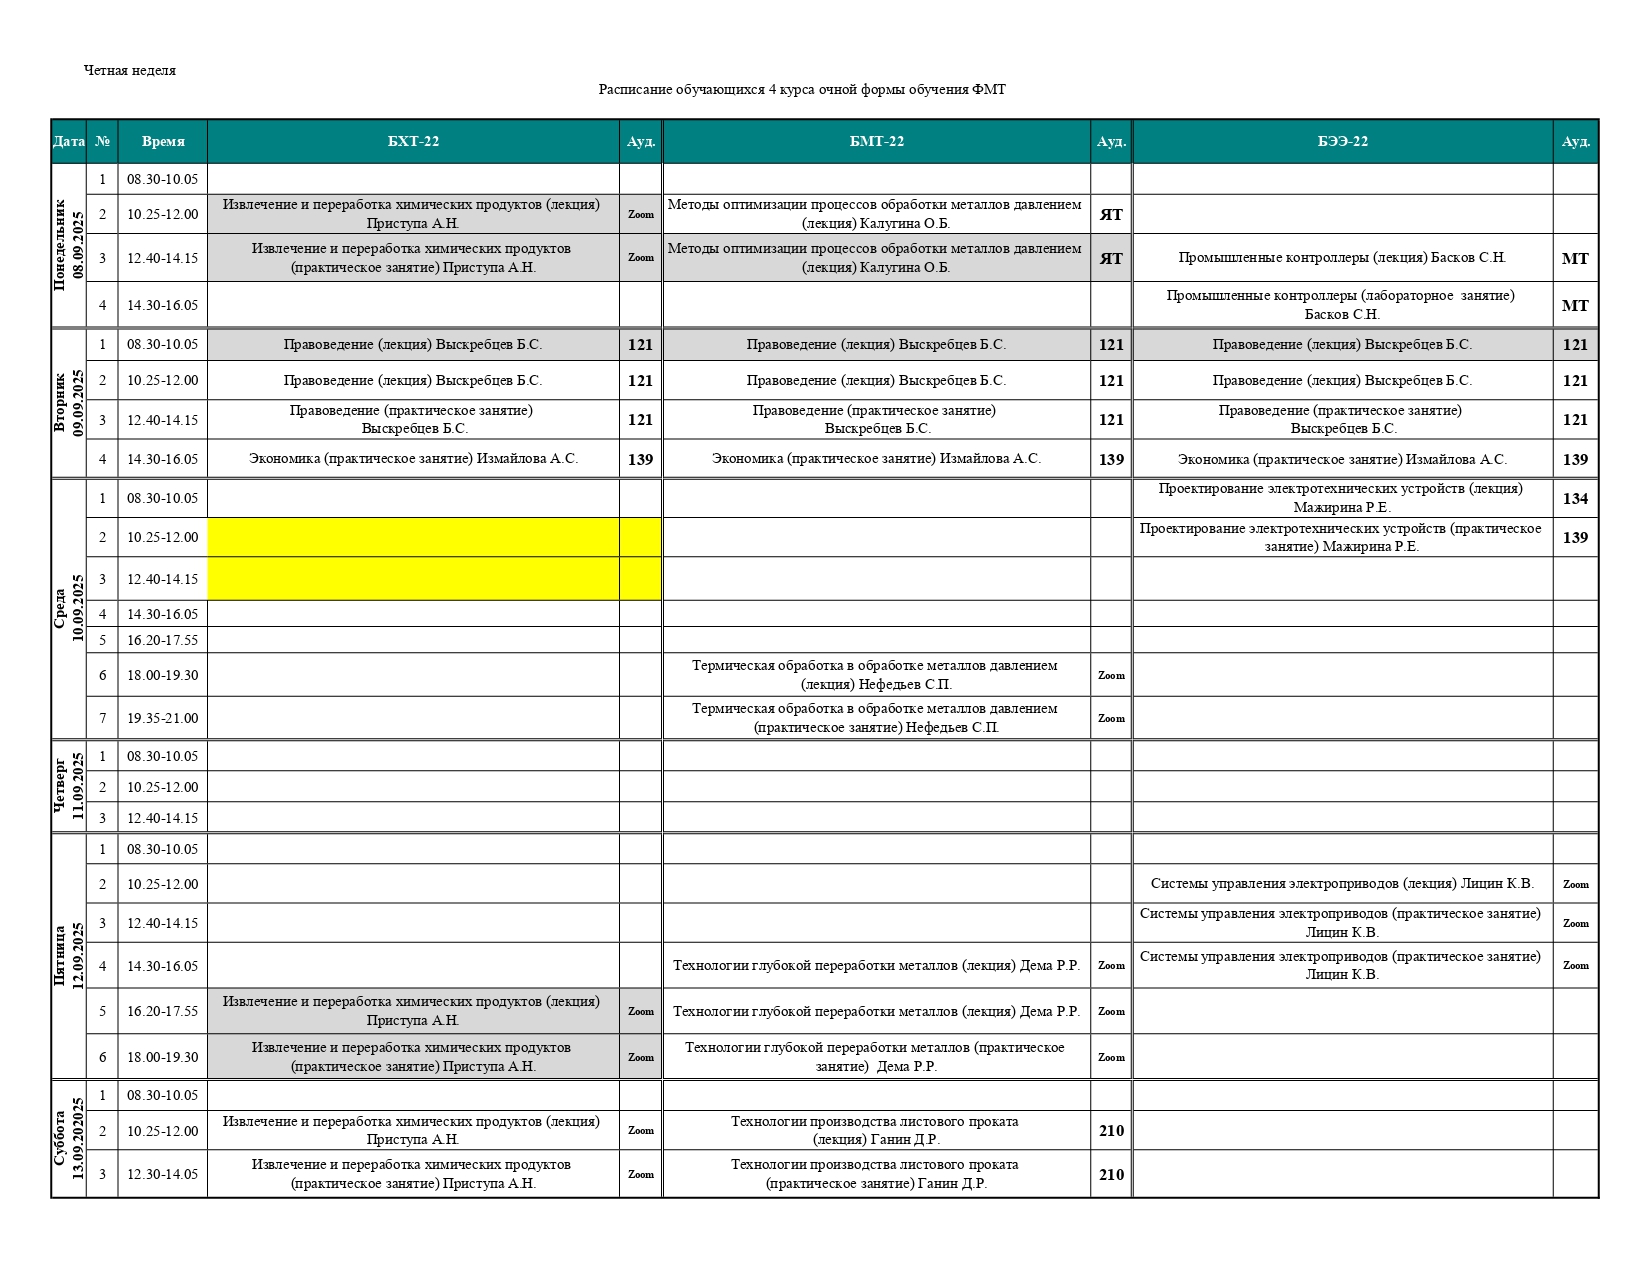 Четная неделя
Расписание обучающихся 4 курса очной формы обучения ФМТ
Дата № Время БХТ-22 Ауд. БМТ-22 Ауд. БЭЭ-22 Ауд.
Понедельник
08.09.2025
1 08.30-10.05
2 10.25-12.00 Извлечение и переработка химических продуктов (лекция)
Приступа А.Н. Zoom Методы оптимизации процессов обработки металлов давлением
(лекция) Калугина О.Б. ЯТ
3 12.40-14.15 Извлечение и переработка химических продуктов
(практическое занятие) Приступа А.Н. Zoom Методы оптимизации процессов обработки металлов давлением
(лекция) Калугина О.Б. ЯТ Промышленные контроллеры (лекция) Басков С.Н. МТ
4 14.30-16.05 Промышленные контроллеры (лабораторное занятие)
Басков С.Н. МТ
Вторник
09.09.2025
1 08.30-10.05 Правоведение (лекция) Выскребцев Б.С. 121 Правоведение (лекция) Выскребцев Б.С. 121 Правоведение (лекция) Выскребцев Б.С. 121
2 10.25-12.00 Правоведение (лекция) Выскребцев Б.С. 121 Правоведение (лекция) Выскребцев Б.С. 121 Правоведение (лекция) Выскребцев Б.С. 121
3 12.40-14.15 Правоведение (практическое занятие)
Выскребцев Б.С. 121 Правоведение (практическое занятие)
Выскребцев Б.С. 121 Правоведение (практическое занятие)
Выскребцев Б.С. 121
4 14.30-16.05 Экономика (практическое занятие) Измайлова А.С. 139 Экономика (практическое занятие) Измайлова А.С. 139 Экономика (практическое занятие) Измайлова А.С. 139
Среда
10.09.2025
1 08.30-10.05 Проектирование электротехнических устройств (лекция)
Мажирина Р.Е. 134
2 10.25-12.00 Проектирование электротехнических устройств (практическое
занятие) Мажирина Р.Е. 139
3 12.40-14.15
4 14.30-16.05
5 16.20-17.55
6 18.00-19.30 Термическая обработка в обработке металлов давлением
(лекция) Нефедьев С.П. Zoom
7 19.35-21.00 Термическая обработка в обработке металлов давлением
(практическое занятие) Нефедьев С.П. Zoom
Четверг
11.09.2025
1 08.30-10.05
2 10.25-12.00
3 12.40-14.15
Пятница
12.09.2025
1 08.30-10.05
2 10.25-12.00 Системы управления электроприводов (лекция) Лицин К.В. Zoom
3 12.40-14.15 Системы управления электроприводов (практическое занятие)
Лицин К.В. Zoom
4 14.30-16.05 Технологии глубокой переработки металлов (лекция) Дема Р.Р. Zoom Системы управления электроприводов (практическое занятие)
Лицин К.В. Zoom
5 16.20-17.55 Извлечение и переработка химических продуктов (лекция)
Приступа А.Н. Zoom Технологии глубокой переработки металлов (лекция) Дема Р.Р. Zoom
6 18.00-19.30 Извлечение и переработка химических продуктов
(практическое занятие) Приступа А.Н. Zoom Технологии глубокой переработки металлов (практическое
занятие) Дема Р.Р. Zoom
Суббота
13.09.202025
1 08.30-10.05
2 10.25-12.00 Извлечение и переработка химических продуктов (лекция)
Приступа А.Н. Zoom Технологии производства листового проката
(лекция) Ганин Д.Р. 210
3 12.30-14.05 Извлечение и переработка химических продуктов
(практическое занятие) Приступа А.Н. Zoom Технологии производства листового проката
(практическое занятие) Ганин Д.Р. 210